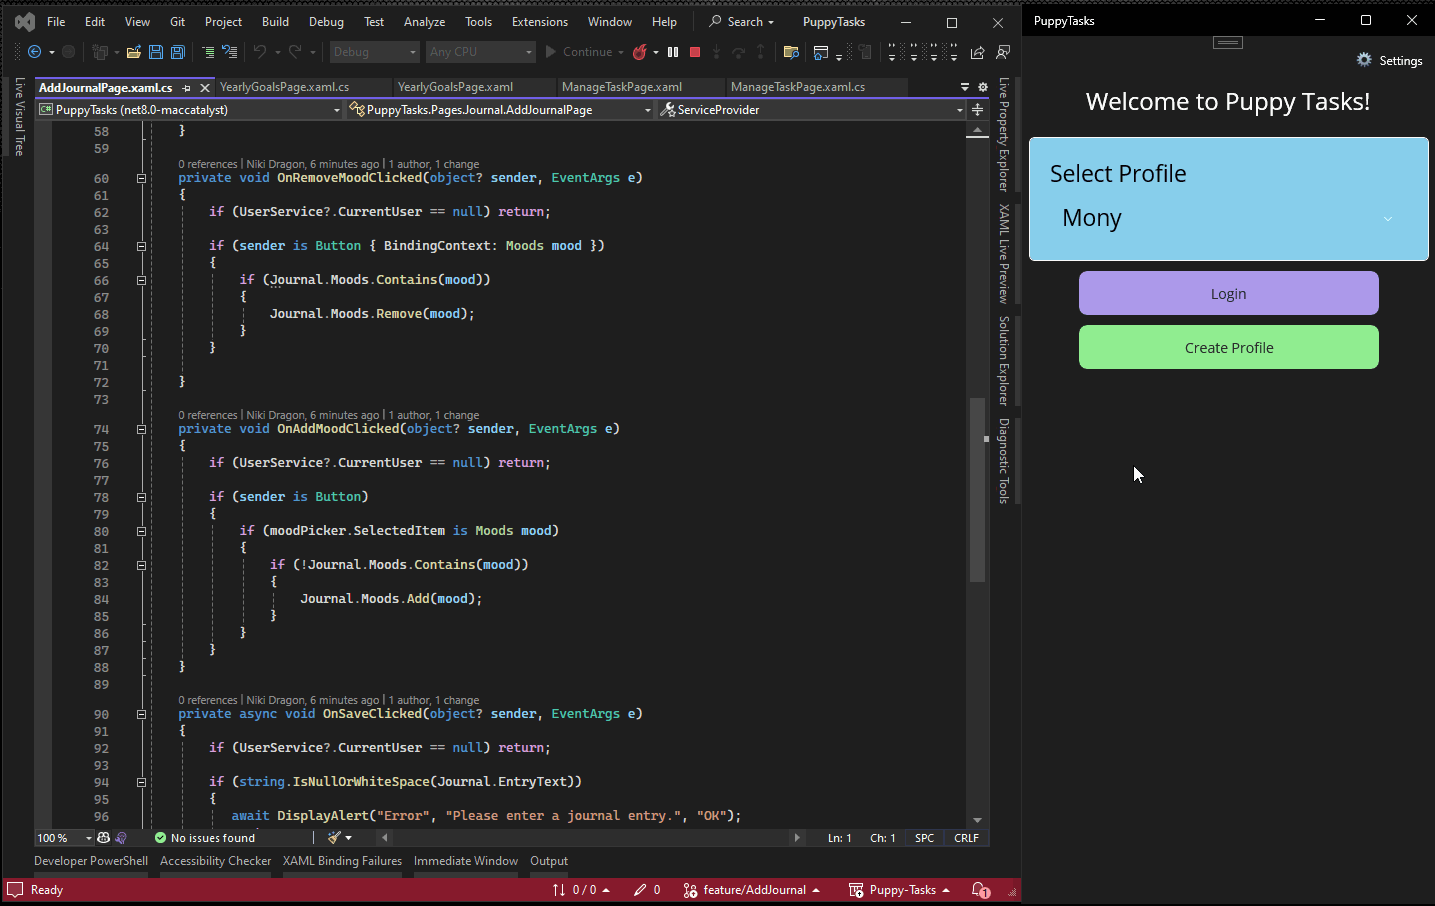 File Edit View Git Project Build Debug Test Analyze Tools Extensions Window Help Search PuppyTasks
Debug Any CPU Continue
Live Visual Tree
AddJournalPage.xaml.cs YearlyGoalsPage.xaml.cs YearlyGoalsPage.xaml ManageTaskPage.xaml ManageTaskPage.xaml.cs
C# PuppyTasks (net8.0-maccatalyst) PuppyTasks.Pages.Journal.AddJournalPage ServiceProvider
58 }
59
0 references | Niki Dragon, 6 minutes ago | 1 author, 1 change
60 private void OnRemoveMoodClicked(object? sender, EventArgs e)
61 {
62 if (UserService?.CurrentUser == null) return;
63
64 if (sender is Button { BindingContext: Moods mood })
65 {
66 if (Journal.Moods.Contains(mood))
67 {
68 Journal.Moods.Remove(mood);
69 }
70 }
71
72 }
73
0 references | Niki Dragon, 6 minutes ago | 1 author, 1 change
74 private void OnAddMoodClicked(object? sender, EventArgs e)
75 {
76 if (UserService?.CurrentUser == null) return;
77
78 if (sender is Button)
79 {
80 if (moodPicker.SelectedItem is Moods mood)
81 {
82 if (!Journal.Moods.Contains(mood))
83 {
84 Journal.Moods.Add(mood);
85 }
86 }
87 }
88 }
89
0 references | Niki Dragon, 6 minutes ago | 1 author, 1 change
90 private async void OnSaveClicked(object? sender, EventArgs e)
91 {
92 if (UserService?.CurrentUser == null) return;
93
94 if (string.IsNullOrWhiteSpace(Journal.EntryText))
95 {
96 await DisplayAlert("Error", "Please enter a journal entry.", "OK");
100 % No issues found Ln: 1 Ch: 1 SPC CRLF
Developer PowerShell Accessibility Checker XAML Binding Failures Immediate Window Output
Ready 0 / 0 0 feature/AddJournal Puppy-Tasks 1
Live Property Explorer
XAML Live Preview
Solution Explorer
Diagnostic Tools
PuppyTasks
Settings
Welcome to Puppy Tasks!
Select Profile
Mony
Login
Create Profile